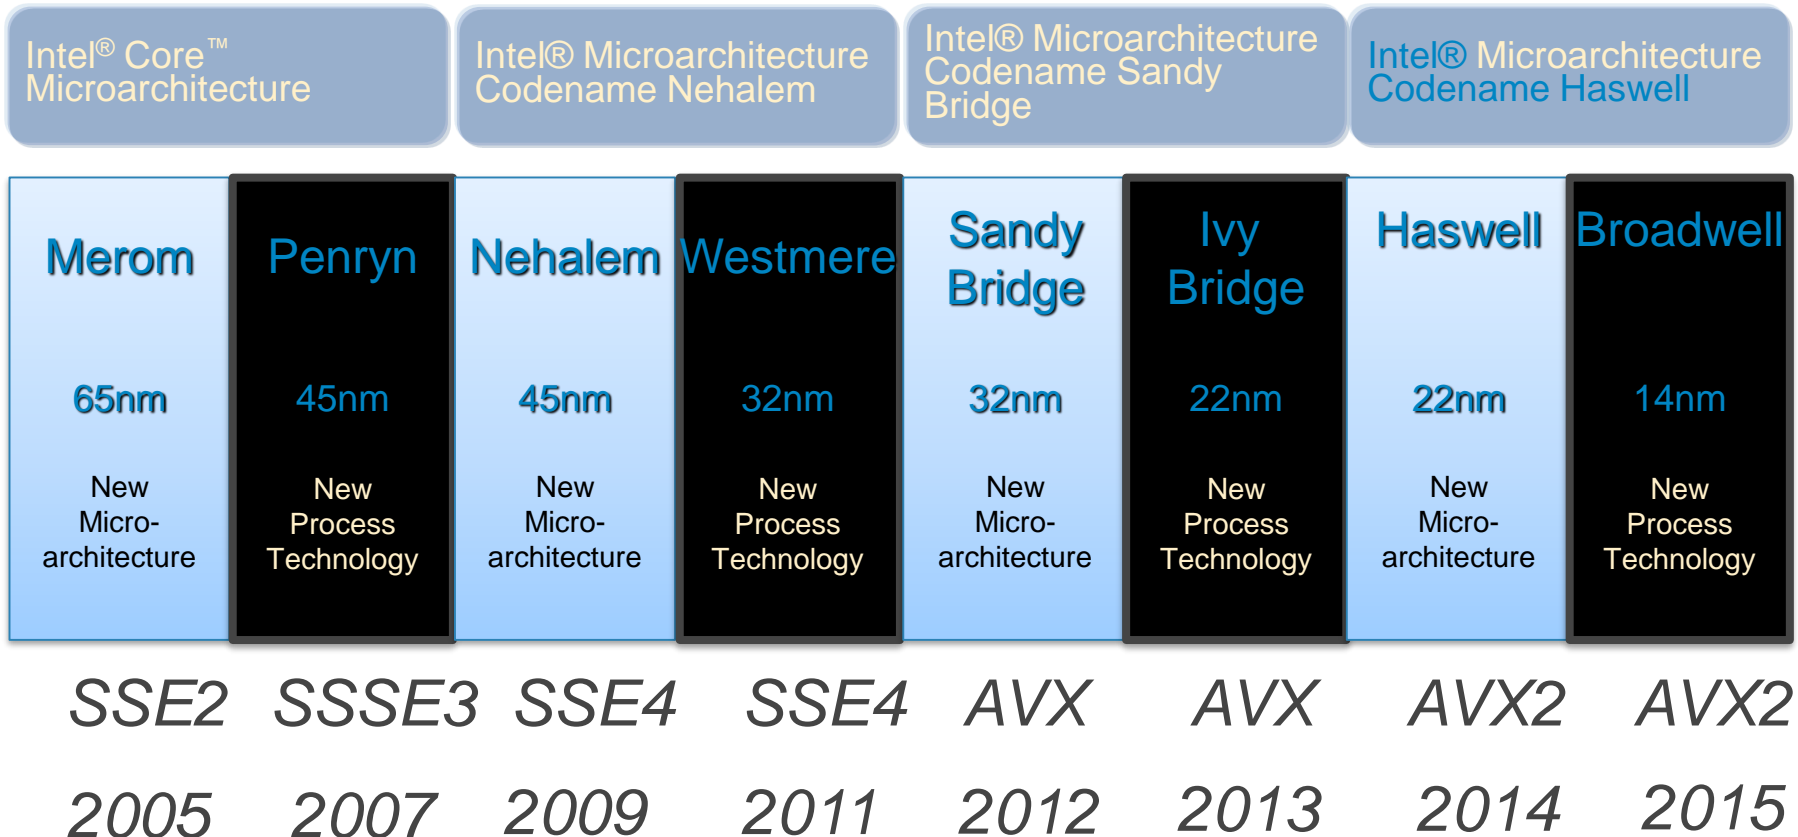 Intel® Core™
Microarchitecture
Intel® Microarchitecture
Codename Nehalem
Intel® Microarchitecture
Codename Sandy
Bridge
Intel® Microarchitecture
Codename Haswell
Merom
65nm
New
Micro-
architecture
Penryn
45nm
New
Process
Technology
Nehalem
45nm
New
Micro-
architecture
Westmere
32nm
New
Process
Technology
Sandy
Bridge
32nm
New
Micro-
architecture
Ivy
Bridge
22nm
New
Process
Technology
Haswell
22nm
New
Micro-
architecture
Broadwell
14nm
New
Process
Technology
SSE2 SSSE3 SSE4 SSE4 AVX AVX AVX2 AVX2
2005 2007 2009 2011 2012 2013 2014 2015